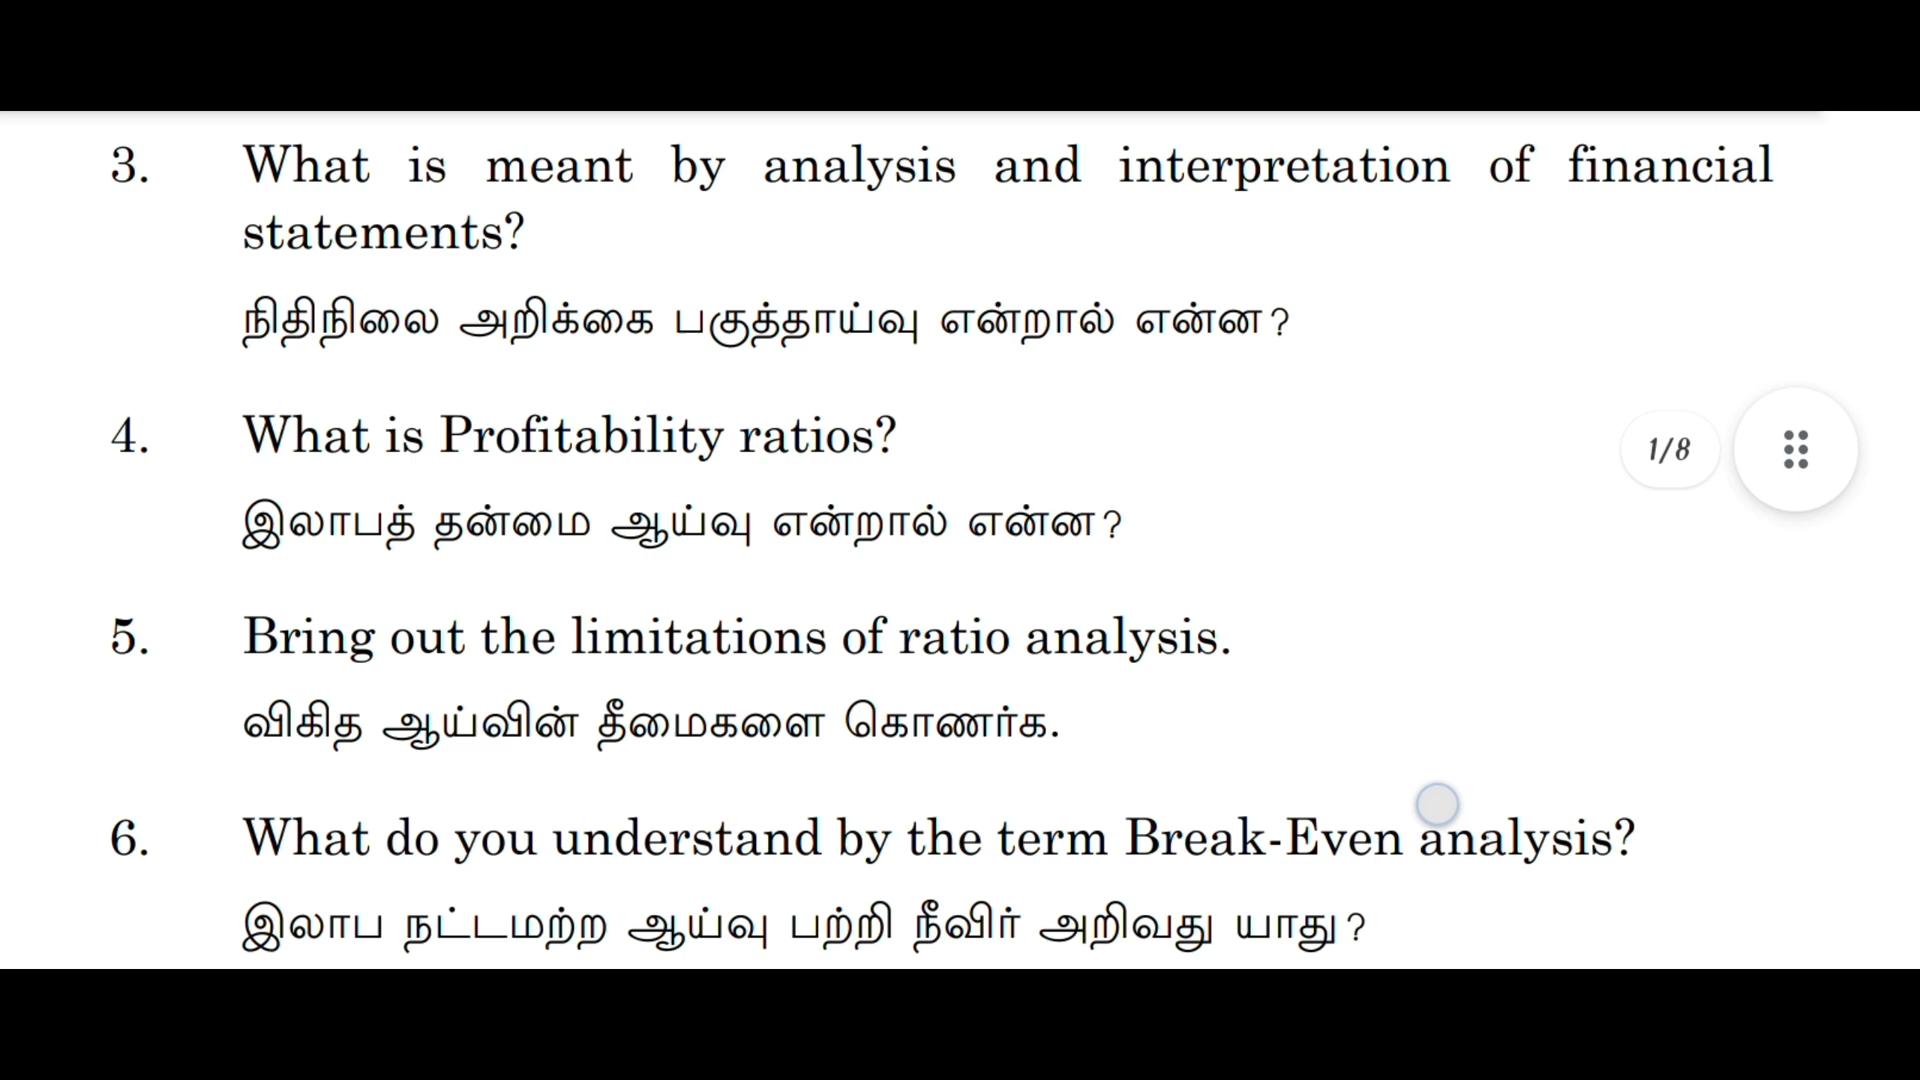 3. What is meant by analysis and interpretation of financial
statements?
நிதிநிலை அறிக்கை பகுத்தாய்வு என்றால் என்ன?
4. What is Profitability ratios?
1/8
இலாபத் தன்மை ஆய்வு என்றால் என்ன?
5. Bring out the limitations of ratio analysis.
விகித ஆய்வின் தீமைகளை கொணர்க.
6. What do you understand by the term Break-Even analysis?
இலாப நட்டமற்ற ஆய்வு பற்றி நீவிர் அறிவது யாது?